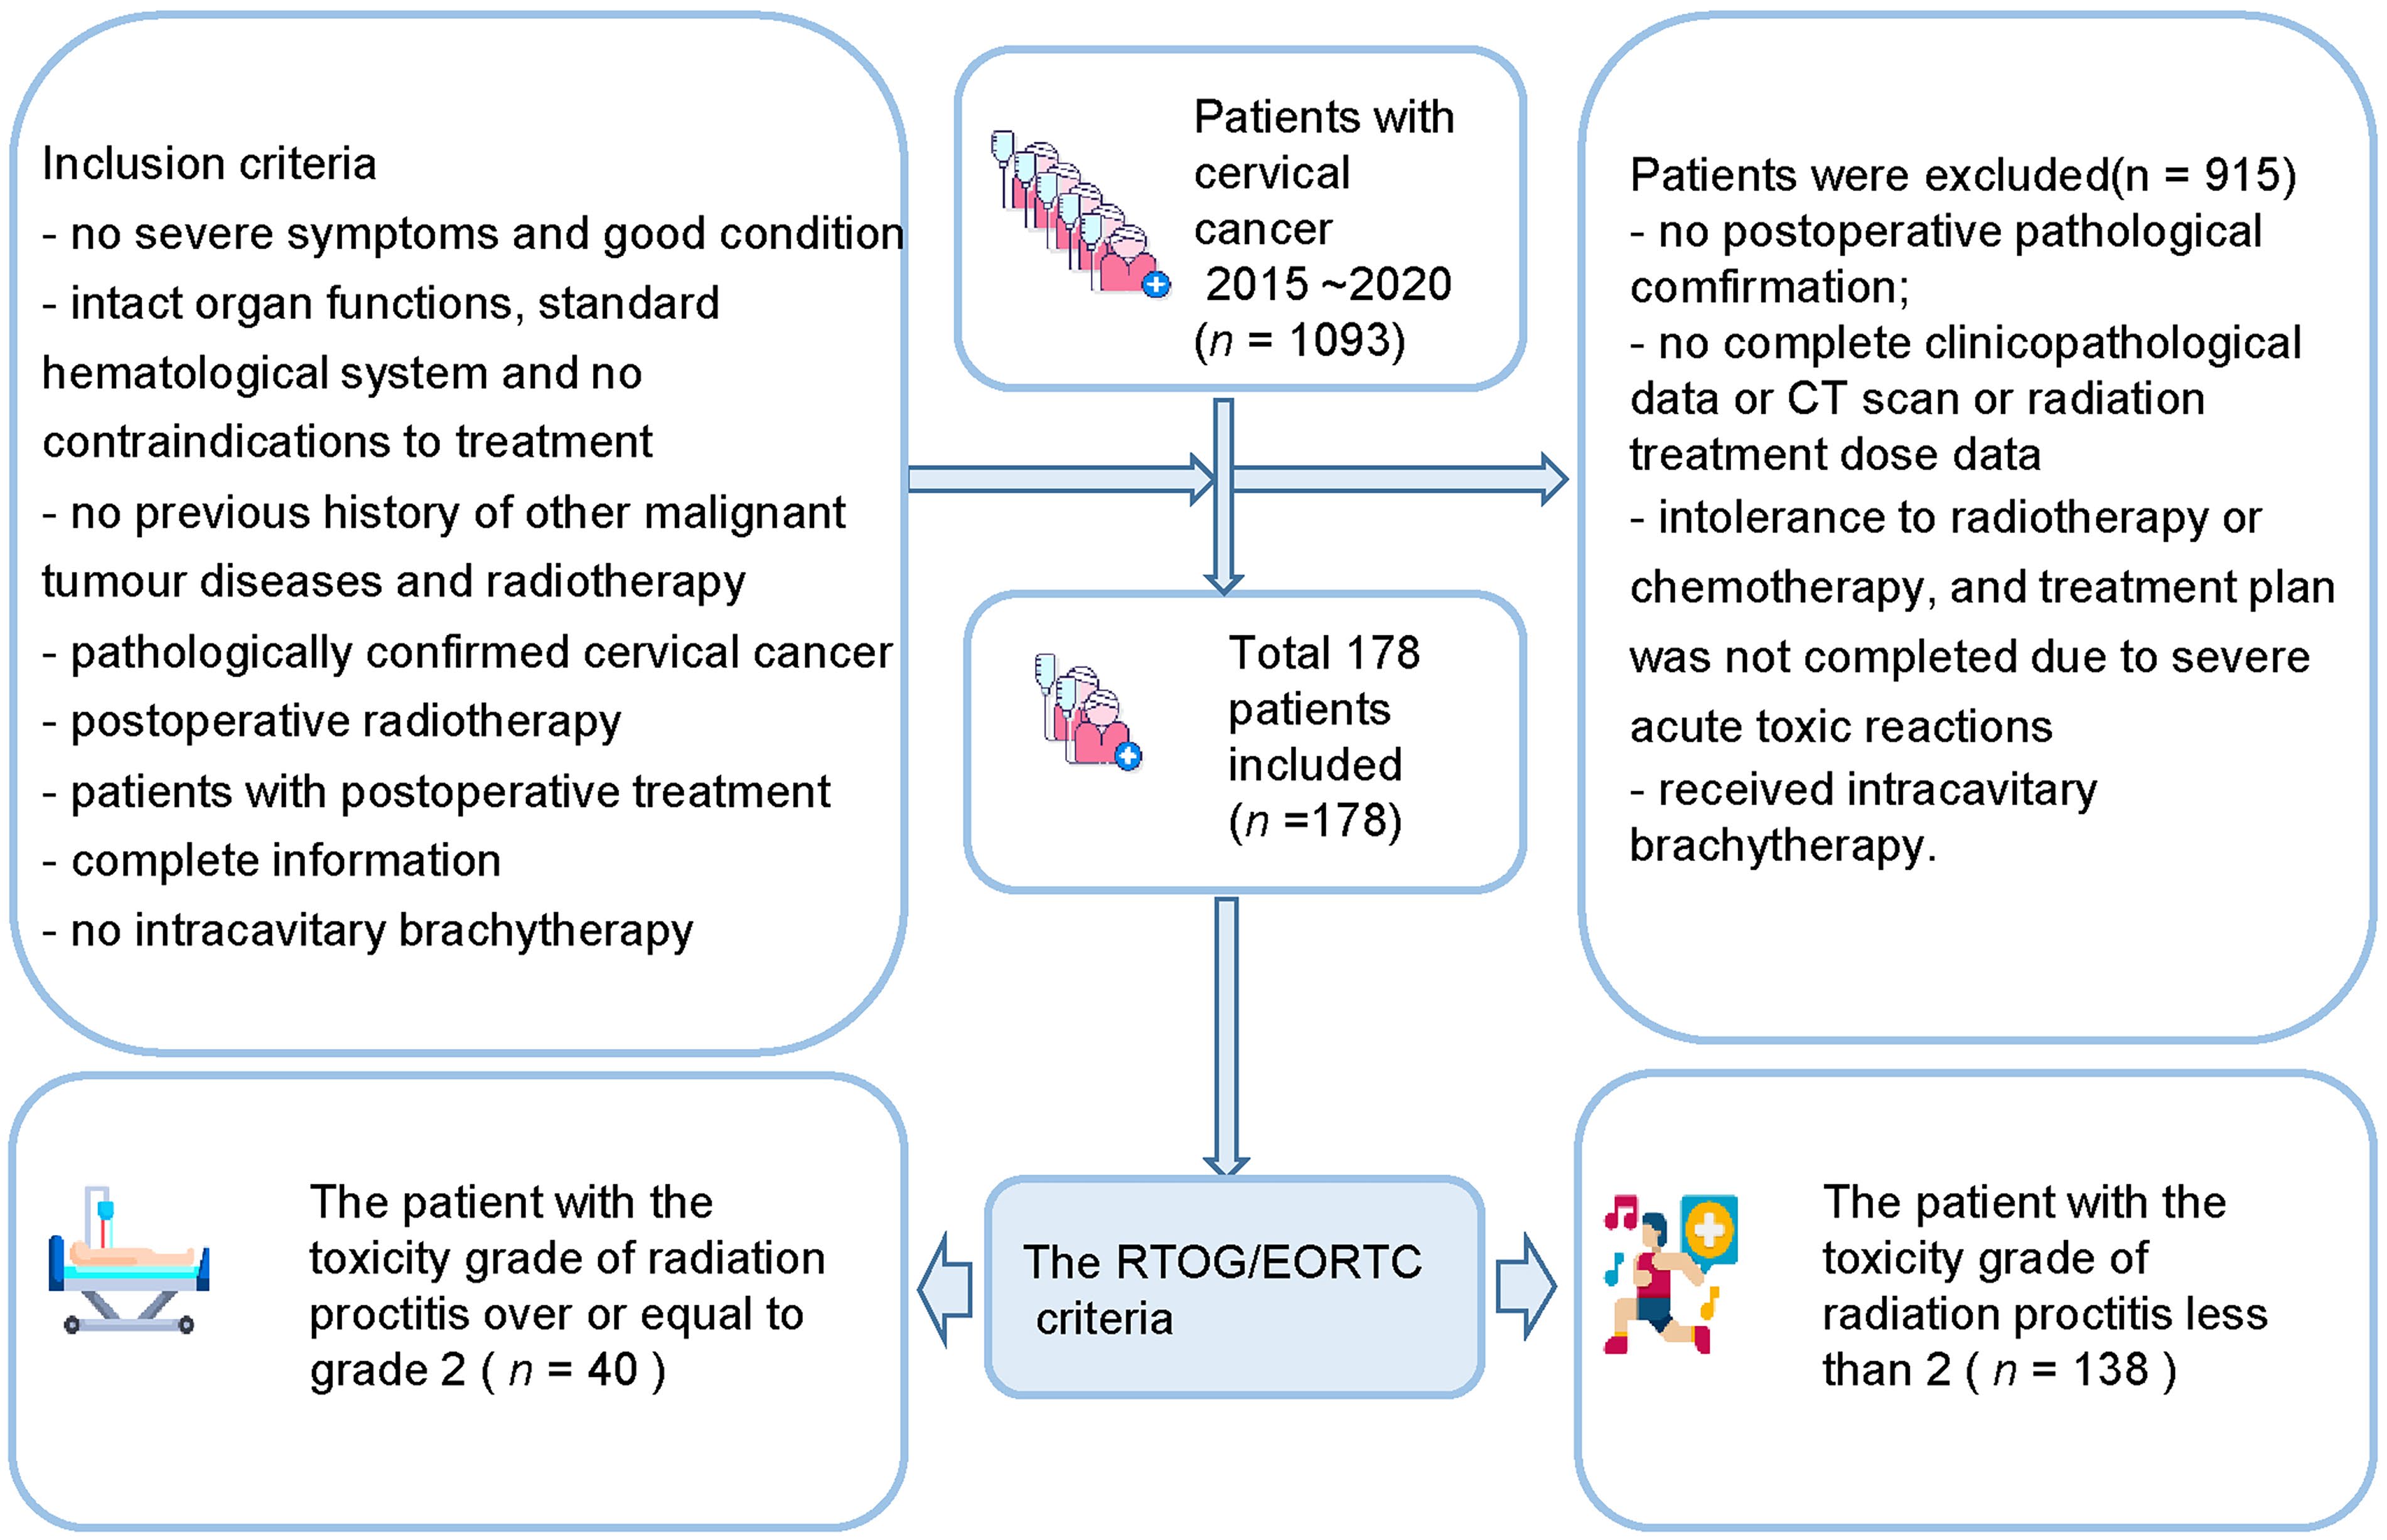 Inclusion criteria
- no severe symptoms and good condition
- intact organ functions, standard
hematological system and no
contraindications to treatment
- no previous history of other malignant
tumour diseases and radiotherapy
- pathologically confirmed cervical cancer
- postoperative radiotherapy
- patients with postoperative treatment
- complete information
- no intracavitary brachytherapy
Patients with
cervical
cancer
2015 ~2020
(n = 1093)
Patients were excluded(n = 915)
- no postoperative pathological
comfirmation;
- no complete clinicopathological
data or CT scan or radiation
treatment dose data
- intolerance to radiotherapy or
chemotherapy, and treatment plan
was not completed due to severe
acute toxic reactions
- received intracavitary
brachytherapy.
Total 178
patients
included
(n =178)
The patient with the
toxicity grade of radiation
proctitis over or equal to
grade 2 ( n = 40 )
The RTOG/EORTC
criteria
The patient with the
toxicity grade of
radiation proctitis less
than 2 ( n = 138 )